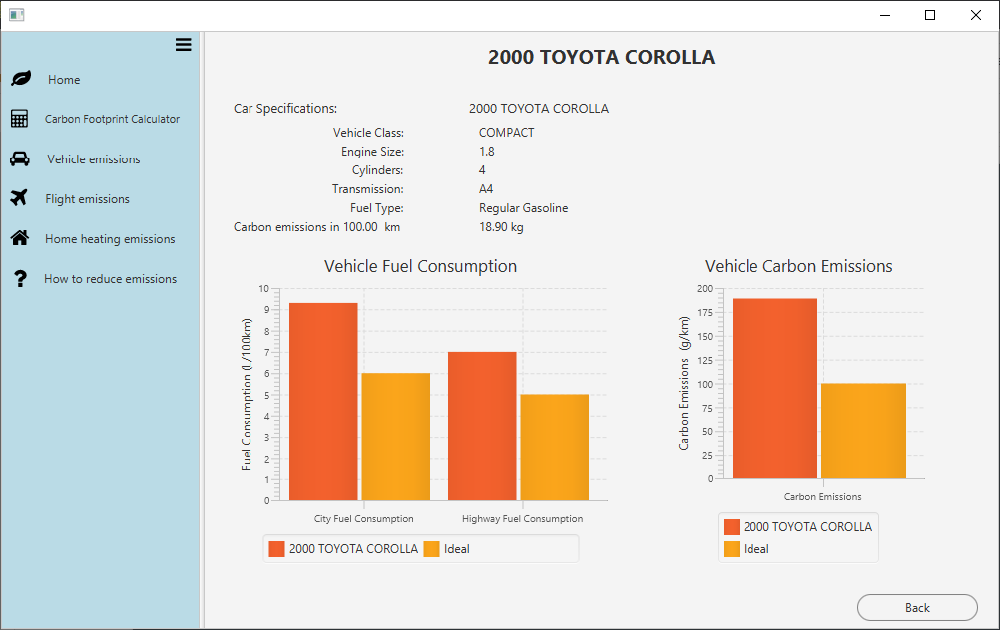 2000 TOYOTA COROLLA
Home
Carbon Footprint Calculator
Vehicle emissions
Flight emissions
Home heating emissions
? How to reduce emissions
Car Specifications: 2000 TOYOTA COROLLA
Vehicle Class: COMPACT
Engine Size: 1.8
Cylinders: 4
Transmission: A4
Fuel Type: Regular Gasoline
Carbon emissions in 100.00 km 18.90 kg
Vehicle Fuel Consumption
Fuel Consumption (L/100km)
10
9
8
7
6
5
4
3
2
1
0
City Fuel Consumption Highway Fuel Consumption
2000 TOYOTA COROLLA Ideal
Vehicle Carbon Emissions
Carbon Emissions (g/km)
200
175
150
125
100
75
50
25
0
Carbon Emissions
2000 TOYOTA COROLLA
Ideal
Back